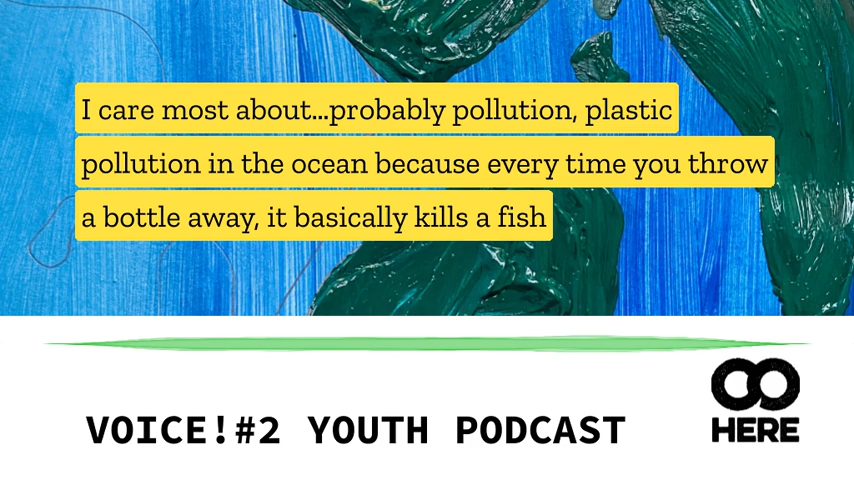 I care most about...probably pollution, plastic
pollution in the ocean because every time you throw
a bottle away, it basically kills a fish
VOICE!#2 YOUTH PODCAST
HERE